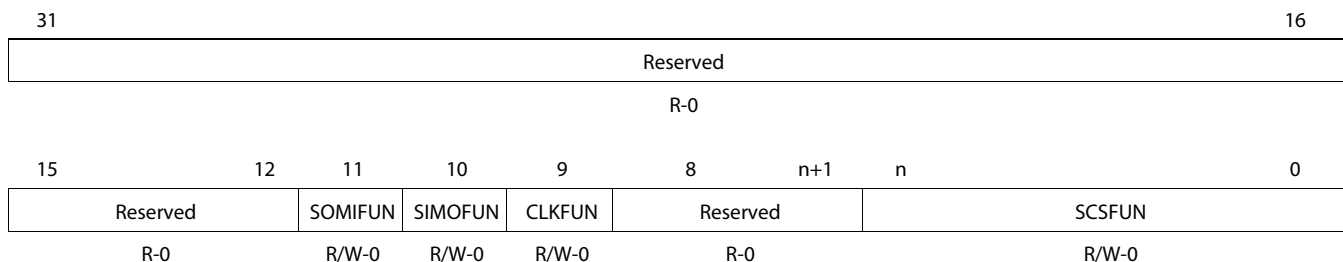 31 16
Reserved
R-0
15 12 11 10 9 8 n+1 n 0
Reserved SOMIFUN SIMOFUN CLKFUN Reserved SCSFUN
R-0 R/W-0 R/W-0 R/W-0 R-0 R/W-0